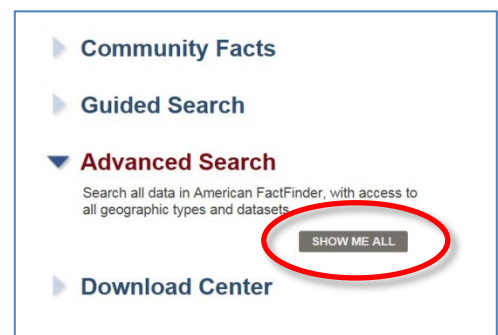 Community Facts
Guided Search
Advanced Search
Search all data in American FactFinder, with access to
all geographic types and datasets.
SHOW ME ALL
Download Center